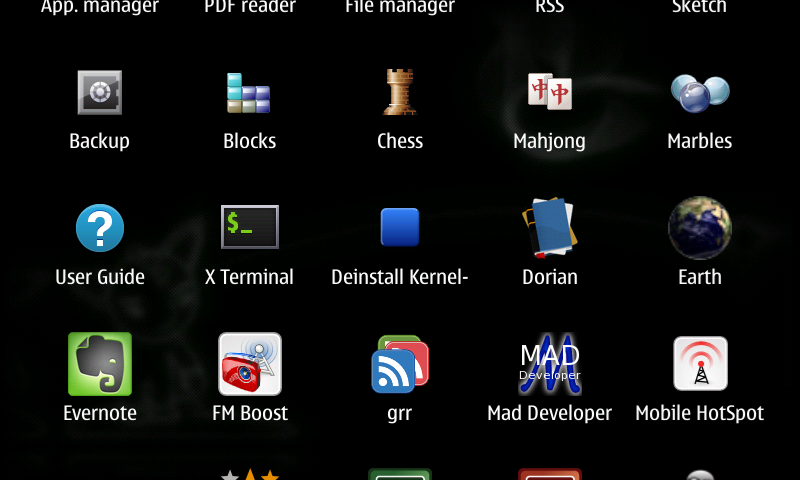 App. manager PDF reader File manager RSS Sketch
Backup Blocks Chess Mahjong Marbles
$_
User Guide X Terminal Deinstall Kernel- Dorian Earth
MAD
Developer
Evernote FM Boost grr Mad Developer Mobile HotSpot